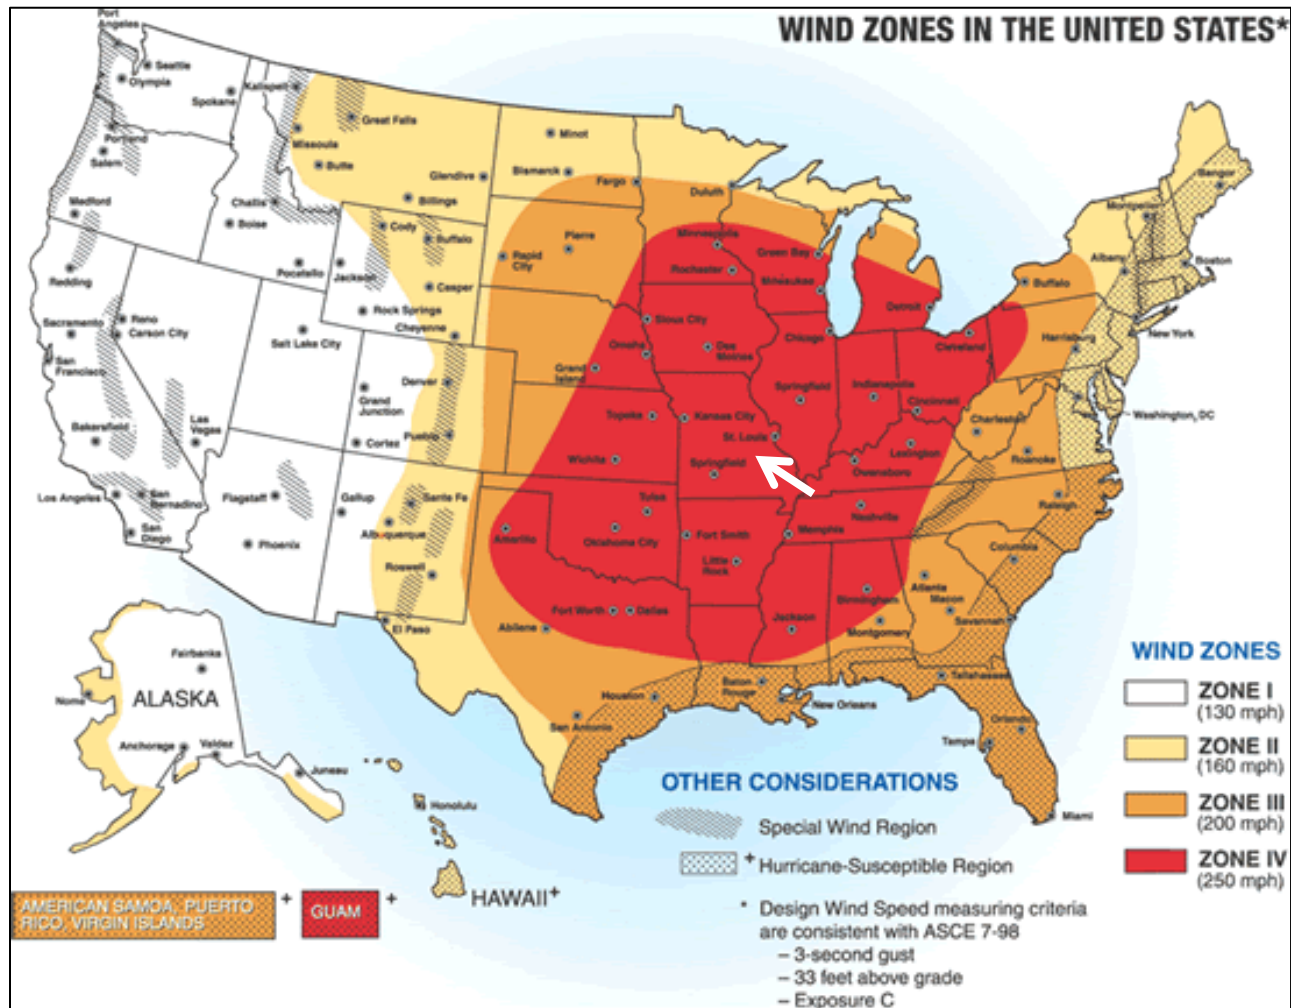 WIND ZONES IN THE UNITED STATES*
Port
Angeles
Seattle
Olympia
Spokane
Kalispell
Great Falls
Minot
Portland
Salem
Missoula
Butte
Glendive
Bismarck
Fargo
Duluth
Bangor
Medford
Challis
Boise
Billings
Montpelier
Cody
Buffalo
Pierre
Rapid
City
Minneapolis
Green Bay
Albany
Boston
Redding
Pocatello
Jackson
Casper
Rochester
Milwaukee
Buffalo
Rock Springs
Cheyenne
Sioux City
Detroit
New York
Reno
Carson City
Sacramento
Salt Lake City
Omaha
Des
Moines
Chicago
Cleveland
Harrisburg
San
Francisco
Grand
Island
Denver
Grand
Junction
Springfield
Indianapolis
Cincinnati
Washington, DC
Las
Vegas
Bakersfield
Cortez
Pueblo
Topeka
Kansas City
St. Louis
Charleston
Lexington
Roanoke
Owensboro
Wichita
Springfield
Los Angeles
San
Bernadino
Flagstaff
Gallup
Sante Fe
Tulsa
Nashville
Raleigh
San
Diego
Phoenix
Albuquerque
Amarillo
Oklahoma City
Fort Smith
Memphis
Little
Rock
Columbia
Roswell
Atlanta
Macon
Birmingham
Savannah
El Paso
Abilene
Fort Worth
Dallas
Jackson
Montgomery
Fairbanks
ALASKA
Nome
Anchorage
Valdez
Juneau
Houston
San Antonio
Baton
Rouge
New Orleans
Tallahassee
Orlando
Tampa
Miami
Honolulu
HAWAII+
WIND ZONES
ZONE I
(130 mph)
ZONE II
(160 mph)
ZONE III
(200 mph)
ZONE IV
(250 mph)
OTHER CONSIDERATIONS
Special Wind Region
+ Hurricane-Susceptible Region
AMERICAN SAMOA, PUERTO
RICO, VIRGIN ISLANDS
+
GUAM
+
* Design Wind Speed measuring criteria
are consistent with ASCE 7-98
– 3-second gust
– 33 feet above grade
– Exposure C